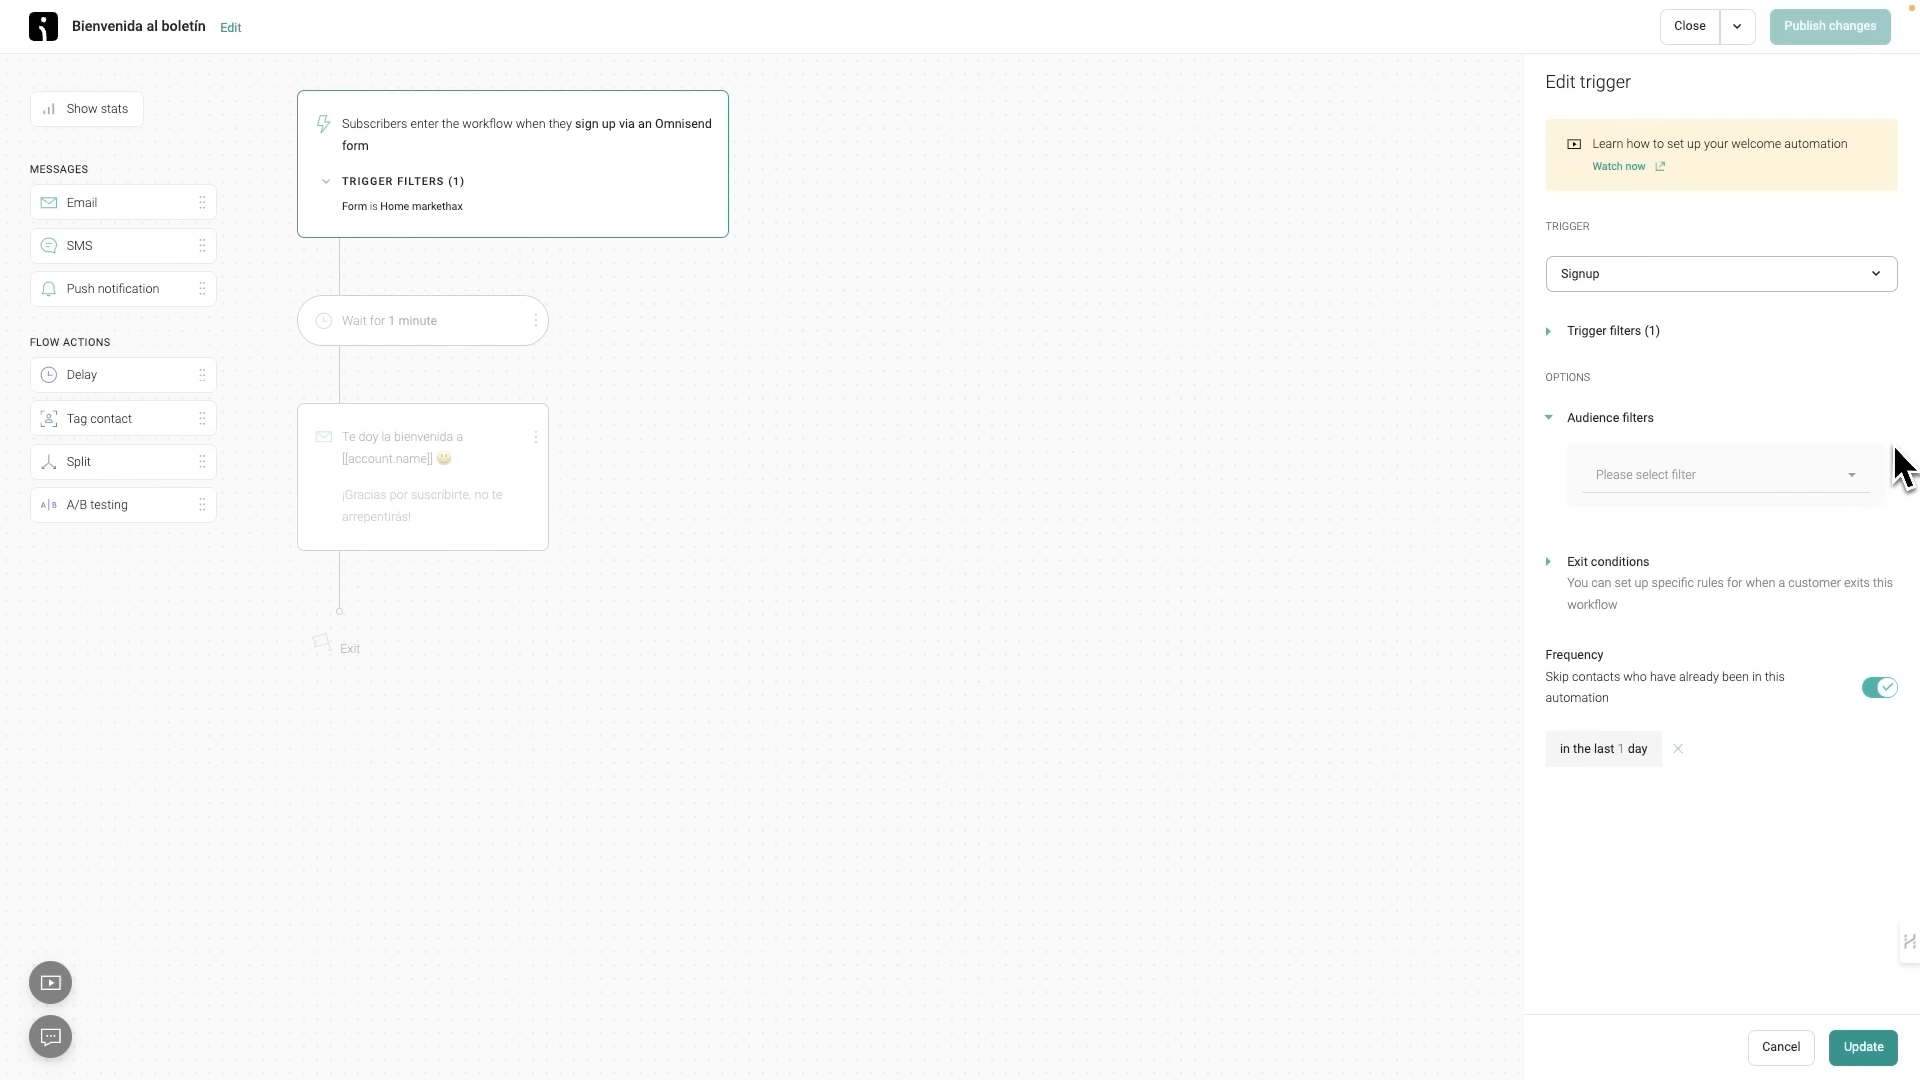 Bienvenida al boletín Edit
Close
Publish changes
Show stats
MESSAGES
Email
SMS
Push notification
FLOW ACTIONS
Delay
Tag contact
Split
A|B A/B testing
Subscribers enter the workflow when they sign up via an Omnisend
form
TRIGGER FILTERS (1)
Form is Home markethax
Wait for 1 minute
Te doy la bienvenida a
[[account.name]] 😀
¡Gracias por suscribirte, no te
arrepentirás!
Exit
Edit trigger
Learn how to set up your welcome automation
Watch now
TRIGGER
Signup
Trigger filters (1)
OPTIONS
Audience filters
Please select filter
Exit conditions
You can set up specific rules for when a customer exits this
workflow
Frequency
Skip contacts who have already been in this
automation
in the last 1 day
Cancel
Update